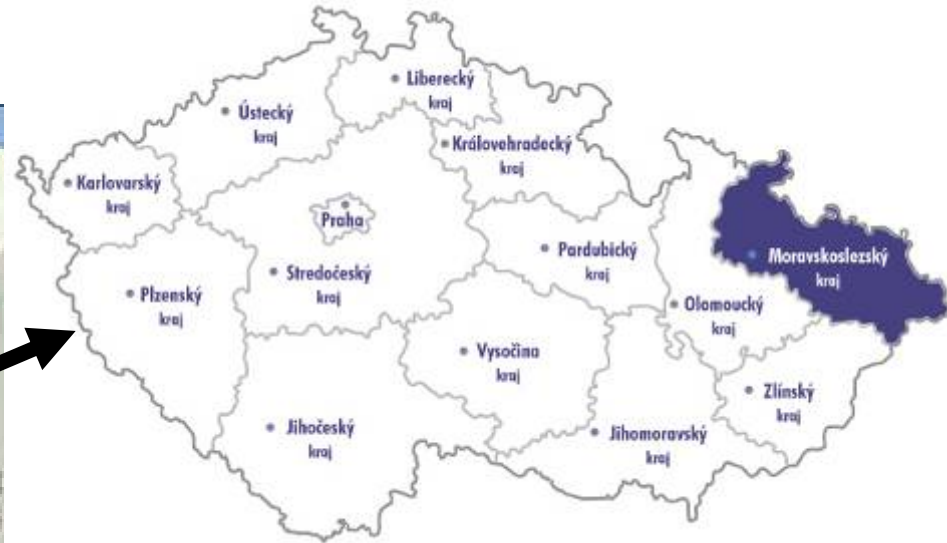 Liberecký
kraj
Ústecký
kraj
Královehradecký
kraj
Karlovarský
kraj
Praha
Pardubický
kraj
Moravskoslezský
kraj
Stredočeský
kraj
Plzenský
kraj
Olomoucký
kraj
Vysočina
kraj
Zlínský
kraj
Jihočeský
kraj
Jihomoravský
kraj